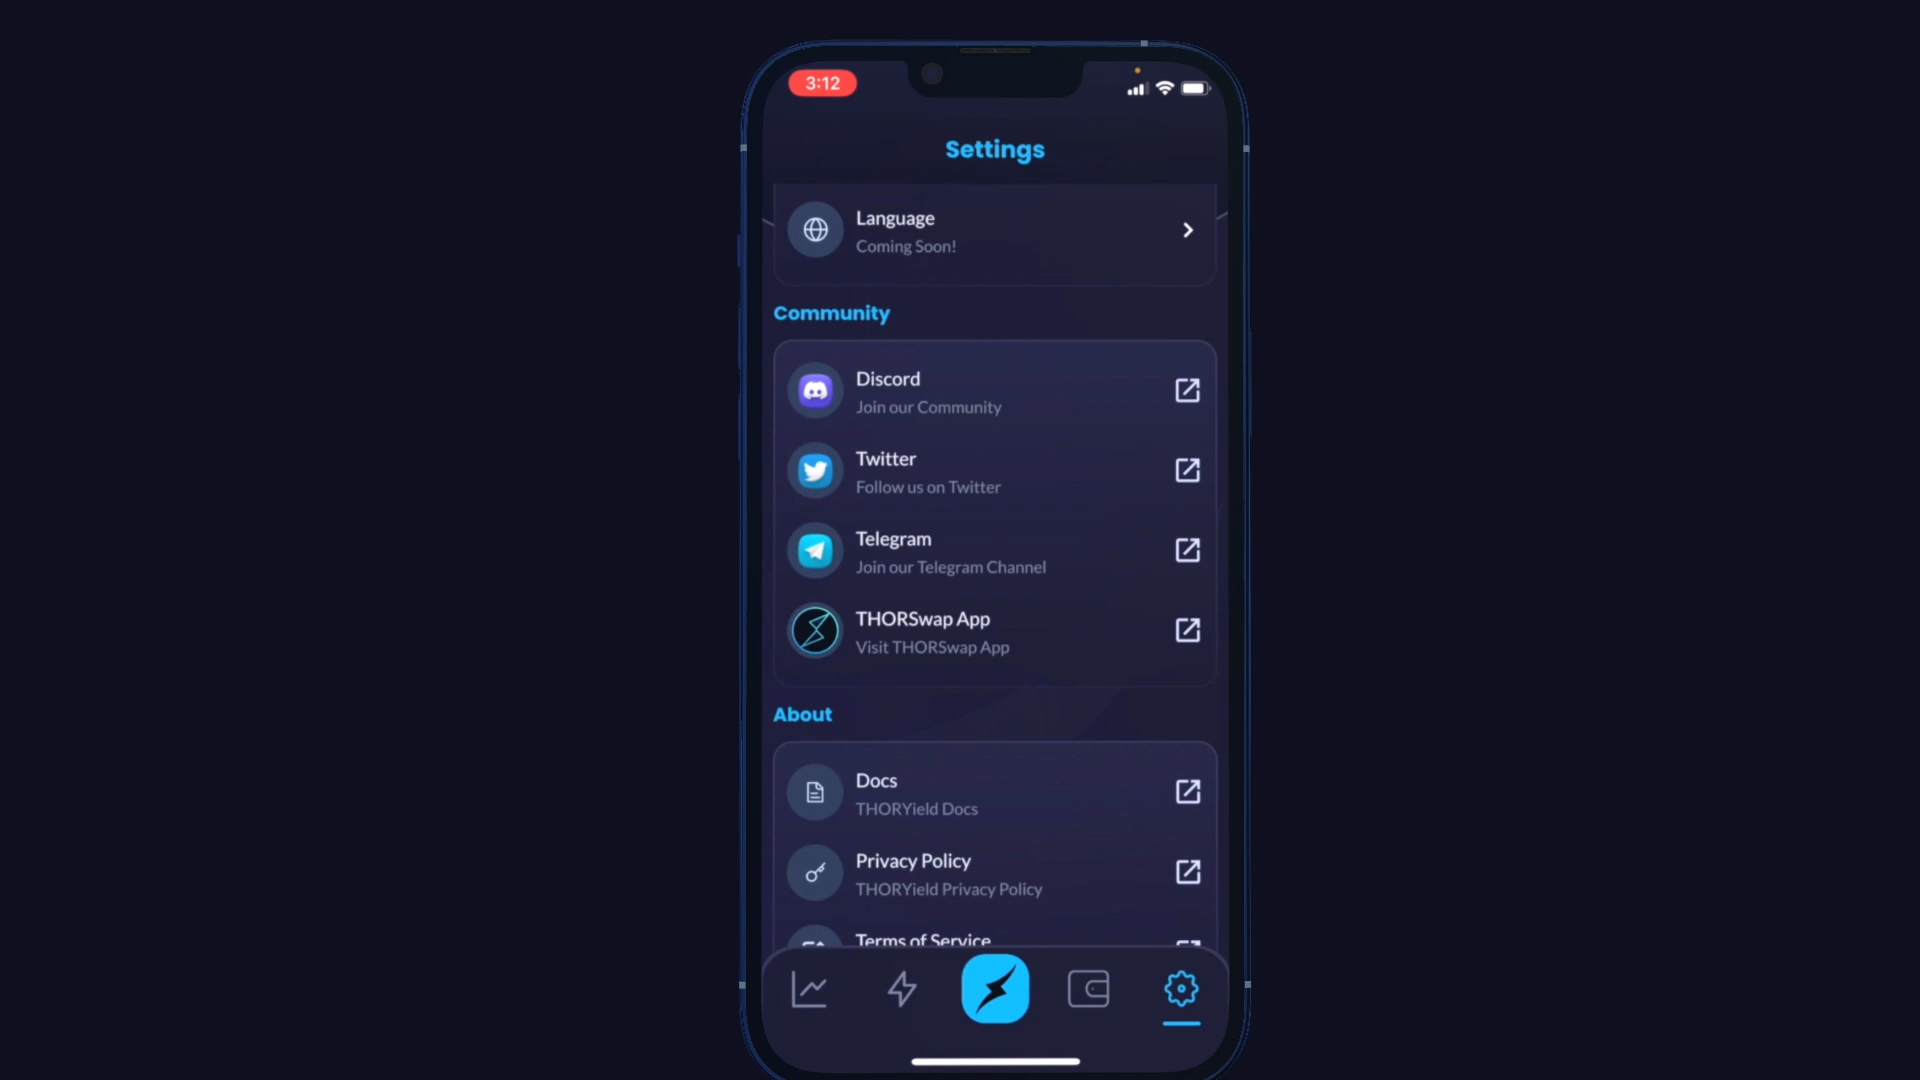 3:12
Settings
Language
Coming Soon!
Community
Discord
Join our Community
Twitter
Follow us on Twitter
Telegram
Join our Telegram Channel
THORSwap App
Visit THORSwap App
About
Docs
THORYield Docs
Privacy Policy
THORYield Privacy Policy
Terms of Service